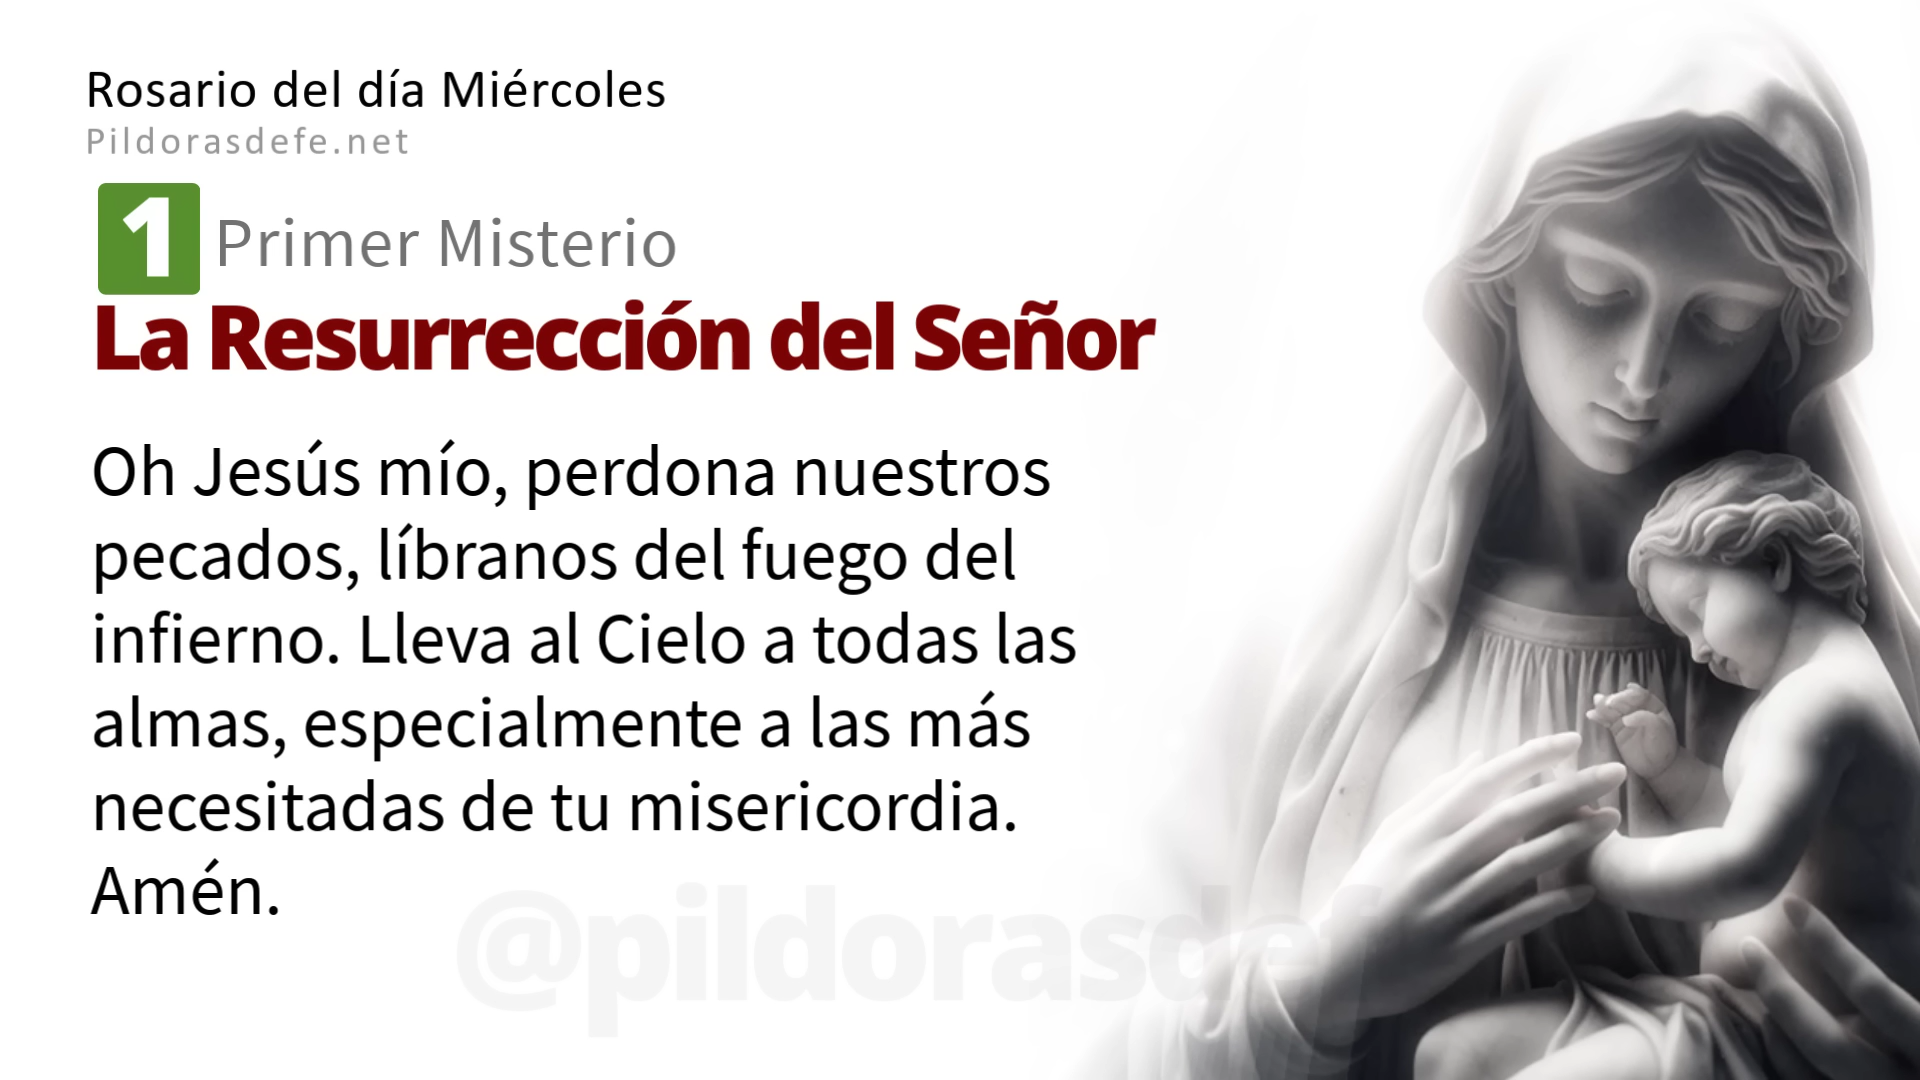 Rosario del día Miércoles
Pildorasdefe.net
1 Primer Misterio
La Resurrección del Señor
Oh Jesús mío, perdona nuestros
pecados, líbranos del fuego del
infierno. Lleva al Cielo a todas las
almas, especialmente a las más
necesitadas de tu misericordia.
Amén.
@pildorasdef